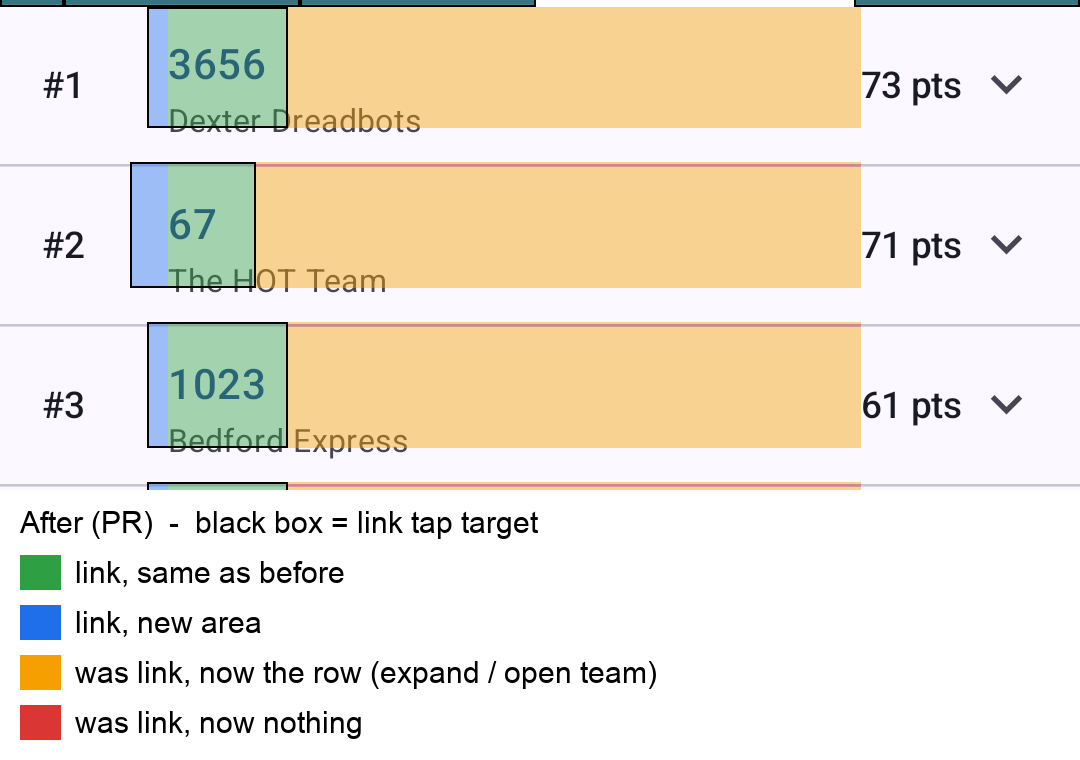 #1 3656 73 pts
Dexter Dreadbots
#2 67 71 pts
The HOT Team
#3 1023 61 pts
Bedford Express
After (PR) - black box = link tap target
link, same as before
link, new area
was link, now the row (expand / open team)
was link, now nothing